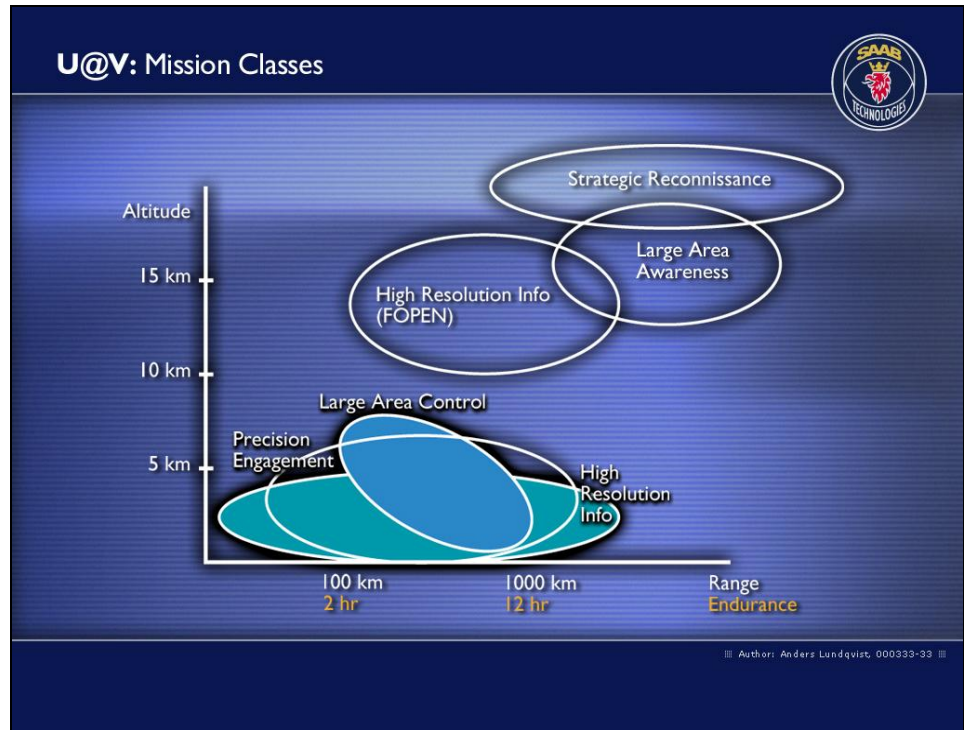 U@V: Mission Classes
SAAB
TECHNOLOGIES
Strategic Reconnissance
Altitude
Large Area
Awareness
15 km
High Resolution Info
(FOPEN)
10 km
Large Area Control
Precision
Engagement
5 km
High
Resolution
Info
100 km
1000 km
Range
2 hr
12 hr
Endurance
Author: Anders Lundqvist, 000333-33